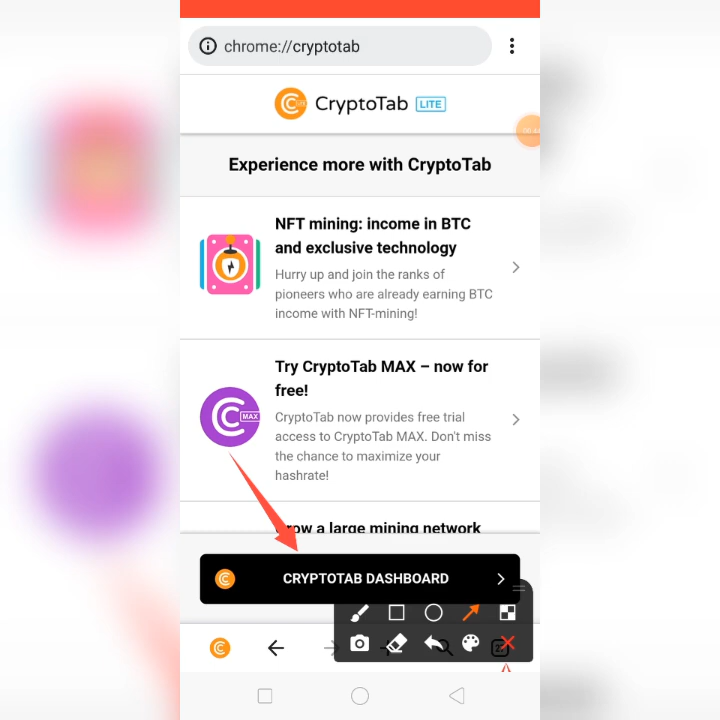 chrome://cryptotab
CryptoTab LITE
Experience more with CryptoTab
NFT mining: income in BTC
and exclusive technology
Hurry up and join the ranks of
pioneers who are already earning BTC
income with NFT-mining!
Try CryptoTab MAX – now for
free!
MAX
CryptoTab now provides free trial
access to CryptoTab MAX. Don't miss
the chance to maximize your
hashrate!
Grow a large mining network
CRYPTOTAB DASHBOARD